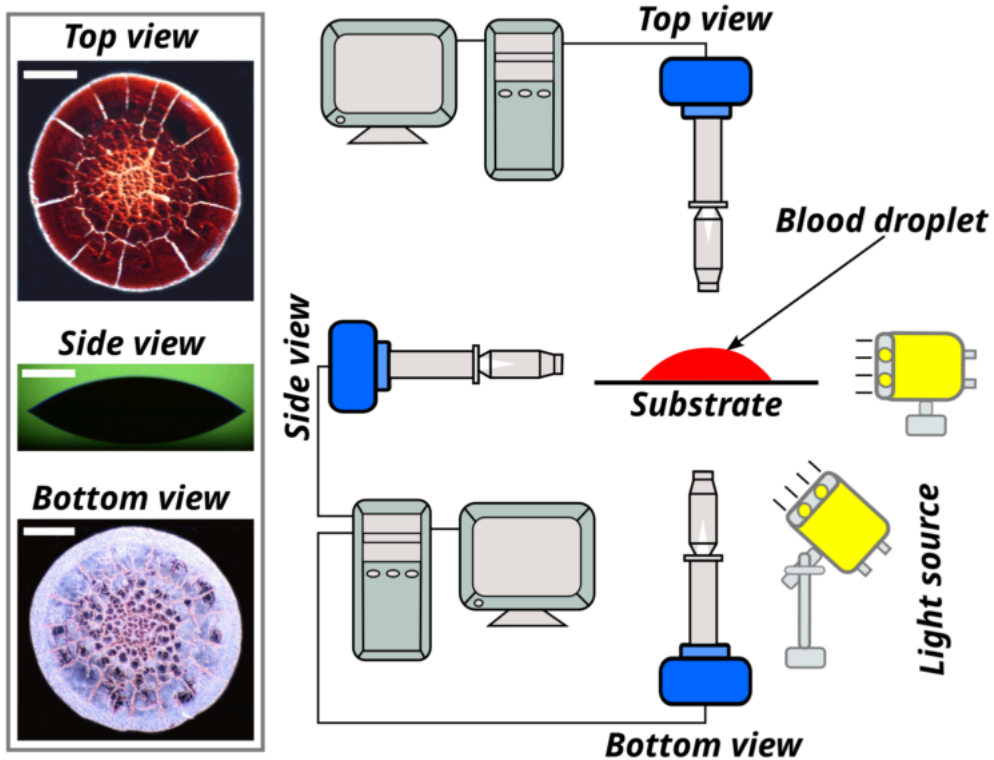 Top view
Side view
Bottom view
Top view
Blood droplet
Side view
Substrate
Light source
Bottom view